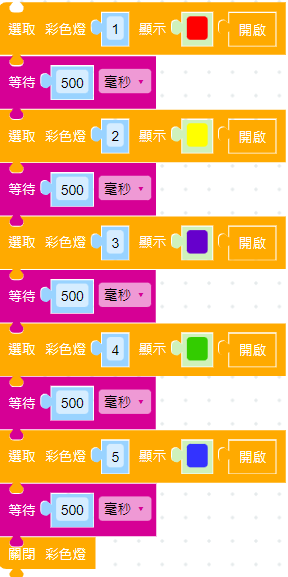 選取 彩色燈 1 顯示 開啟
等待 500 毫秒
選取 彩色燈 2 顯示 開啟
等待 500 毫秒
選取 彩色燈 3 顯示 開啟
等待 500 毫秒
選取 彩色燈 4 顯示 開啟
等待 500 毫秒
選取 彩色燈 5 顯示 開啟
等待 500 毫秒
關閉 彩色燈